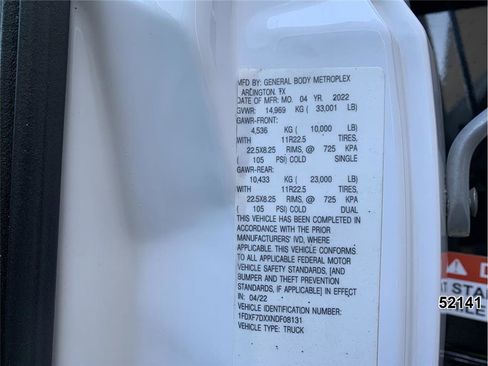 MFD BY: GENERAL BODY METROPLEX
ARLINGTON, TX
DATE OF MFR: MO. 04 YR. 2022
GVWR: 14,969 KG ( 33,001 LB)
GAWR-FRONT:
4,536 KG ( 10,000 LB)
WITH 11R22.5 TIRES,
22.5X8.25 RIMS, @ 725 KPA
( 105 PSI) COLD SINGLE
GAWR-REAR:
10,433 KG ( 23,000 LB)
WITH 11R22.5 TIRES,
22.5X8.25 RIMS, @ 725 KPA
( 105 PSI) COLD DUAL
THIS VEHICLE HAS BEEN COMPLETED IN
ACCORDANCE WITH THE PRIOR
MANUFACTURERS' IVD, WHERE
APPLICABLE. THIS VEHICLE CONFORMS
TO ALL APPLICABLE FEDERAL MOTOR
VEHICLE SAFETY STANDARDS, [AND
BUMPER AND THEFT PREVENTION
STANDARDS, IF APPLICABLE] IN EFFECT
IN: 04/22
VEHICLE IDENTIFICATION NUMBER:
1FDXF7DXXNDF08131
VEHICLE TYPE: TRUCK
52141